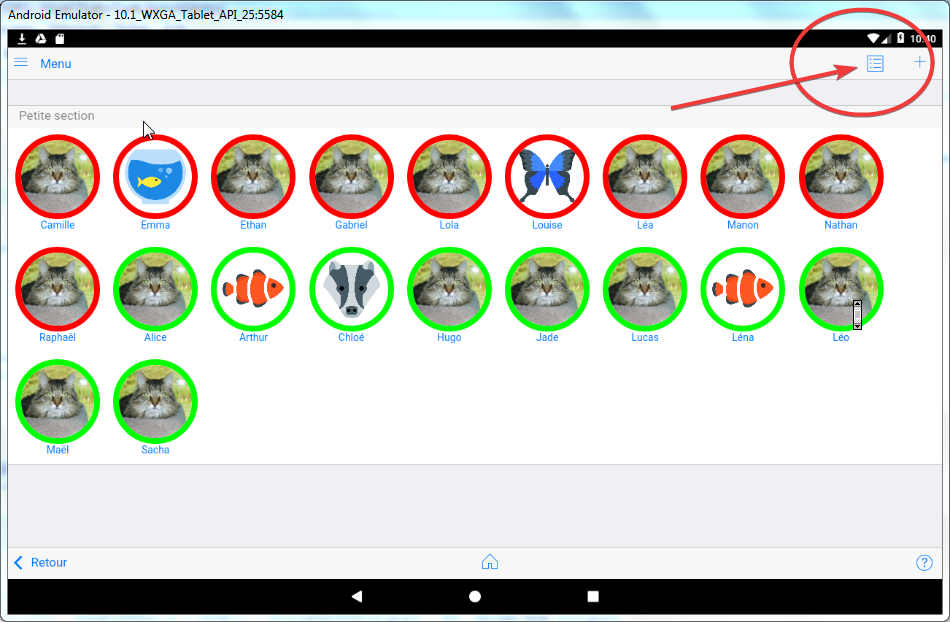 Android Emulator - 10.1_WXGA_Tablet_API_25:5584
10:40
Menu
Petite section
Camille Emma Ethan Gabriel Lola Louise Léa Manon Nathan
Raphaël Alice Arthur Chloé Hugo Jade Lucas Léna Léo
Maël Sacha
Retour
?